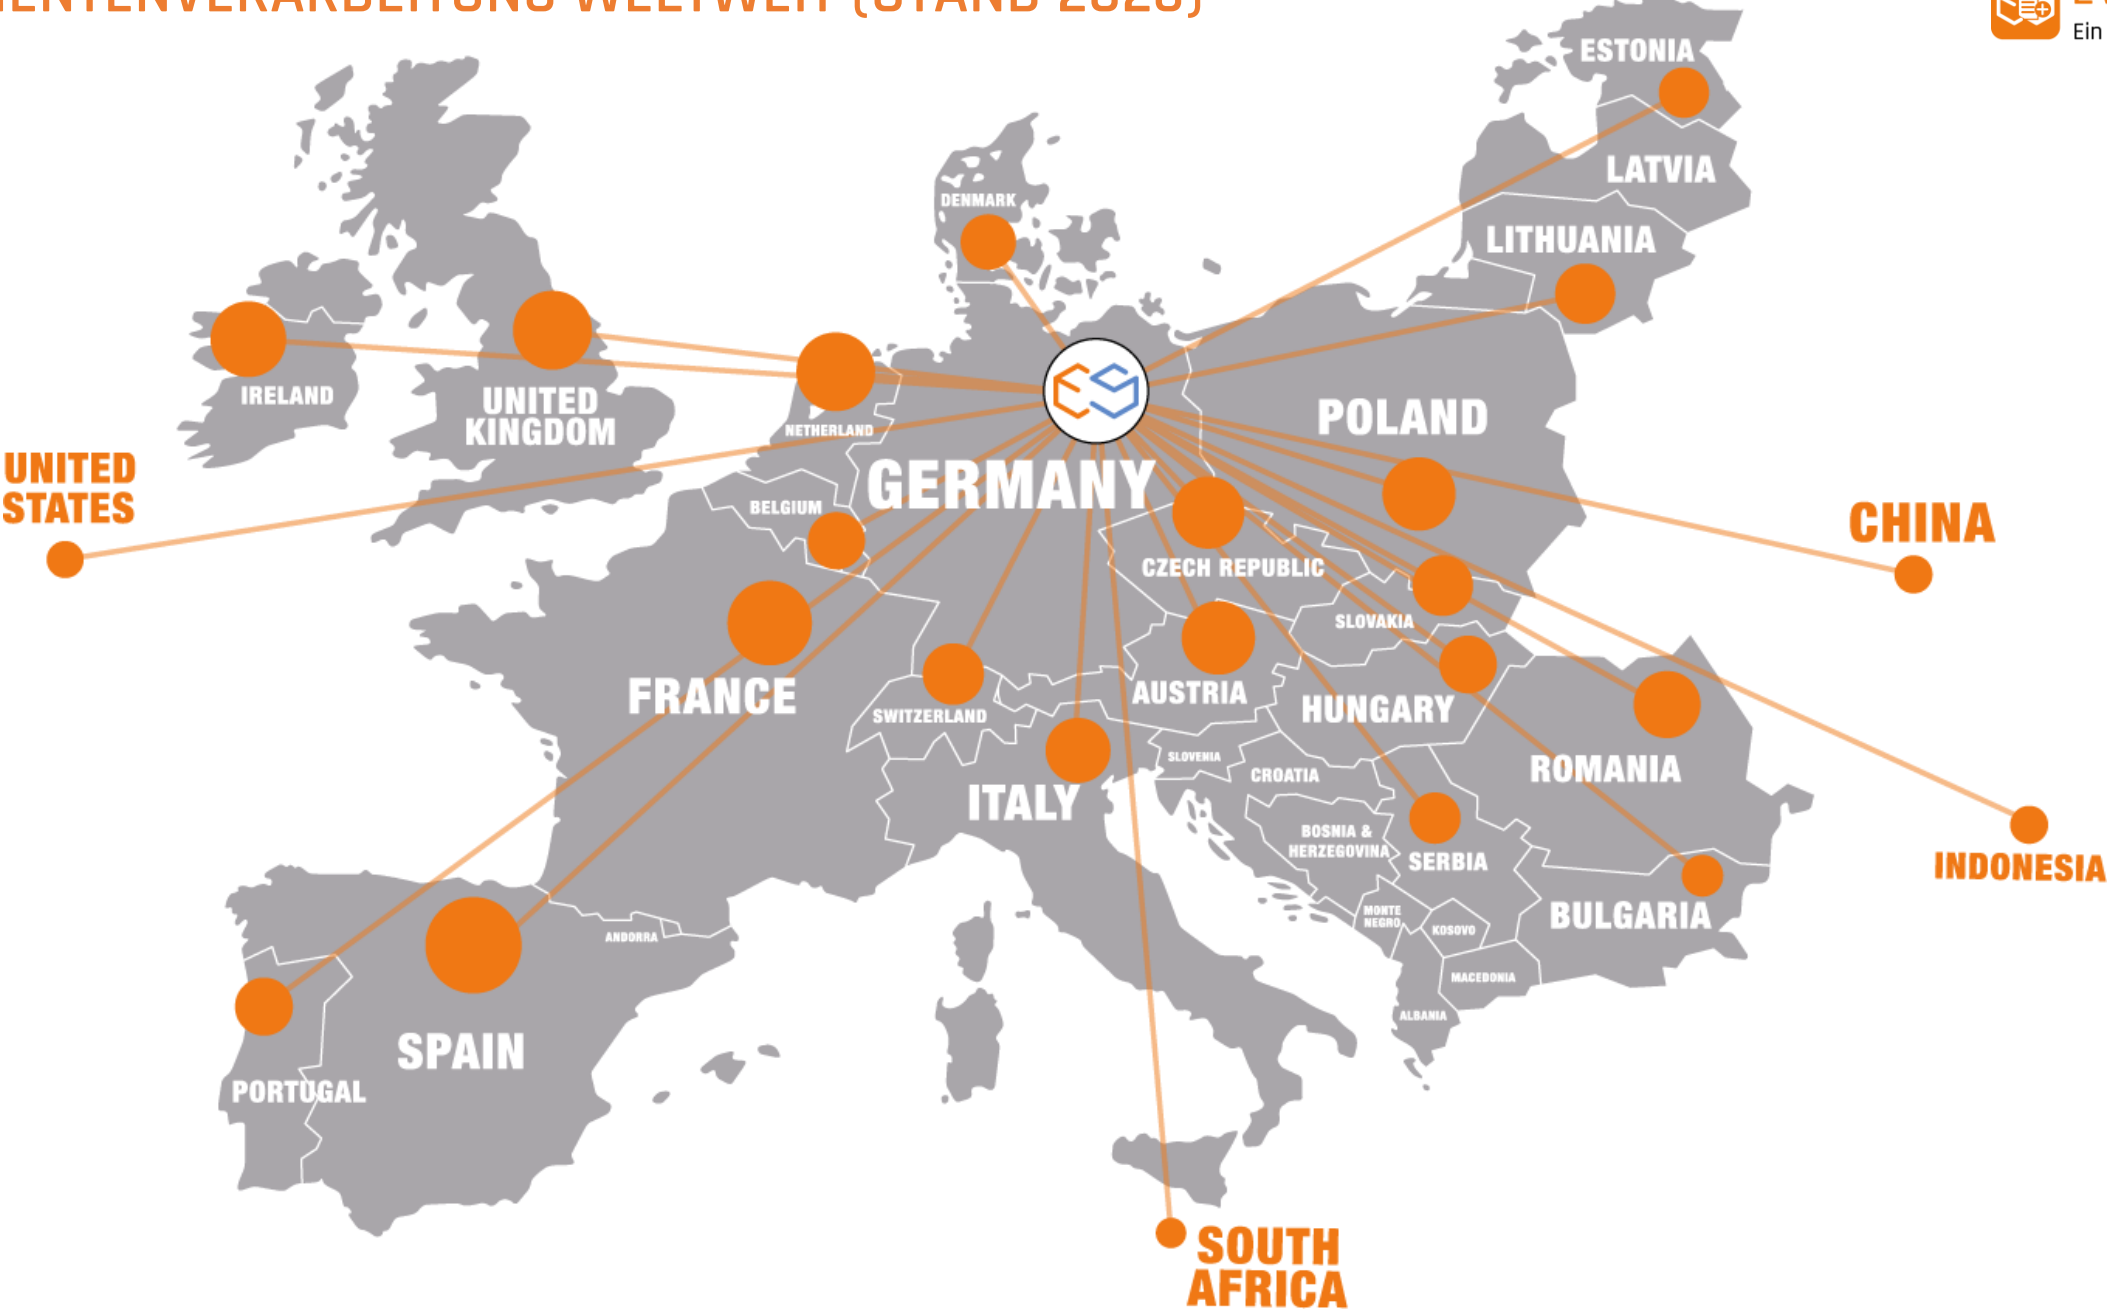 ESTONIA
Ein
LATVIA
DENMARK
LITHUANIA
IRELAND
UNITED
KINGDOM
NETHERLAND
POLAND
UNITED
STATES
GERMANY
BELGIUM
CHINA
CZECH REPUBLIC
SLOVAKIA
FRANCE
SWITZERLAND
AUSTRIA
HUNGARY
SLOVENIA
CROATIA
ROMANIA
ITALY
BOSNIA &
HERZEGOVINA
SERBIA
INDONESIA
MONTE
NEGRO
KOSOVO
BULGARIA
ANDORRA
MACEDONIA
ALBANIA
SPAIN
PORTUGAL
SOUTH
AFRICA